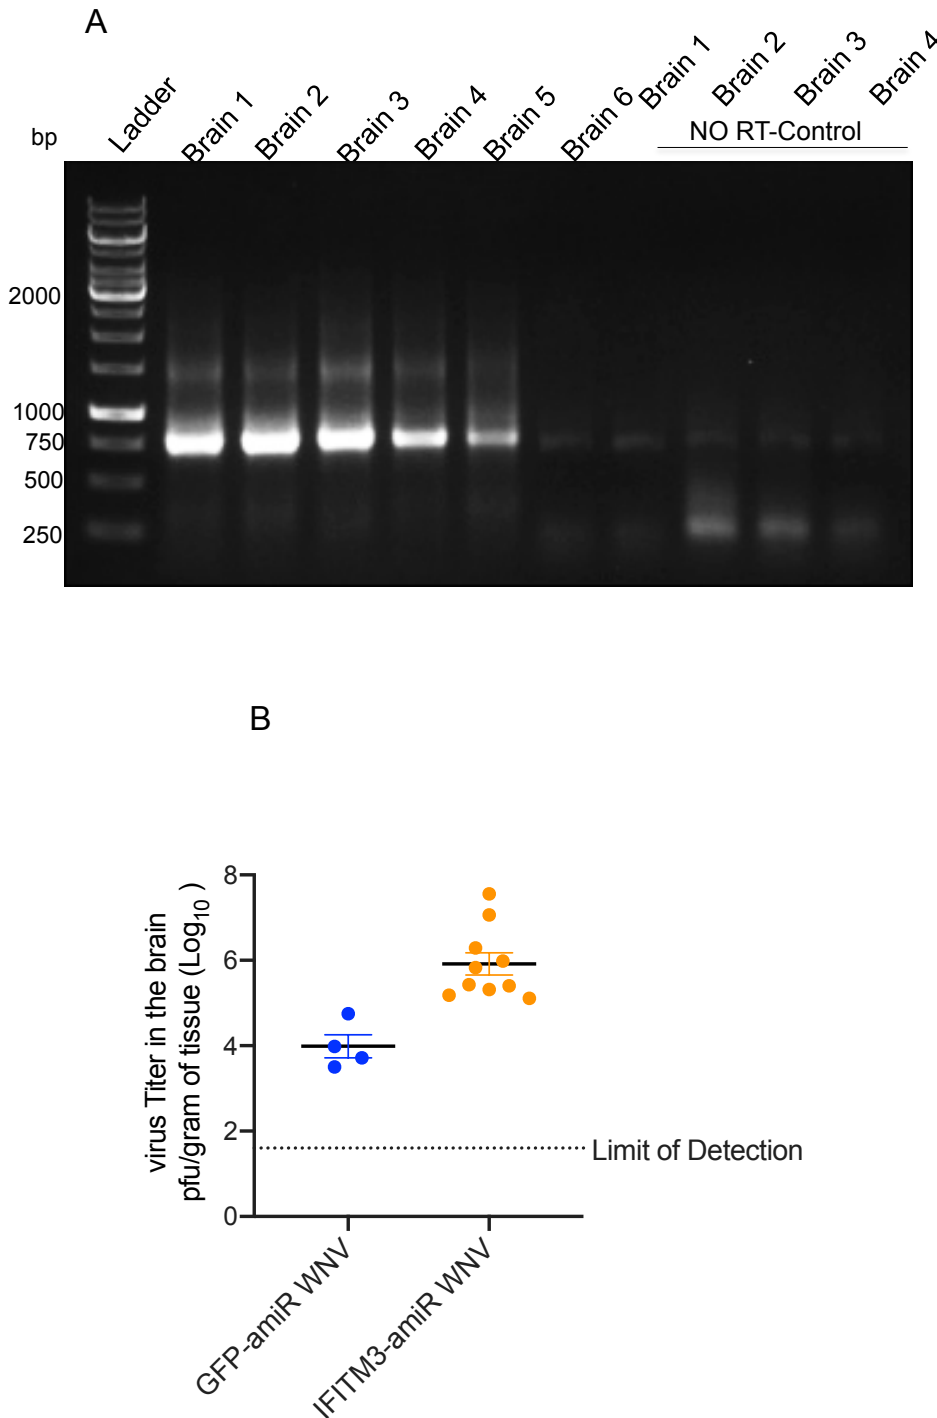 A
bp
Ladder
Brain 1
Brain 2
Brain 3
Brain 4
Brain 5
Brain 6
Brain 1
Brain 2
Brain 3
Brain 4
NO RT-Control
2000
1000
750
500
250
B
virus Titer in the brain
pfu/gram of tissue (Log10 )
8
6
4
2
0
Limit of Detection
GFP-amiR WNV
IFITM3-amiR WNV